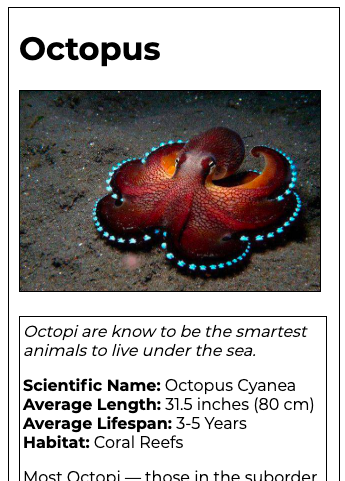 Octopus
Octopi are know to be the smartest
animals to live under the sea.
Scientific Name: Octopus Cyanea
Average Length: 31.5 inches (80 cm)
Average Lifespan: 3-5 Years
Habitat: Coral Reefs
Most Octopi — those in the suborder